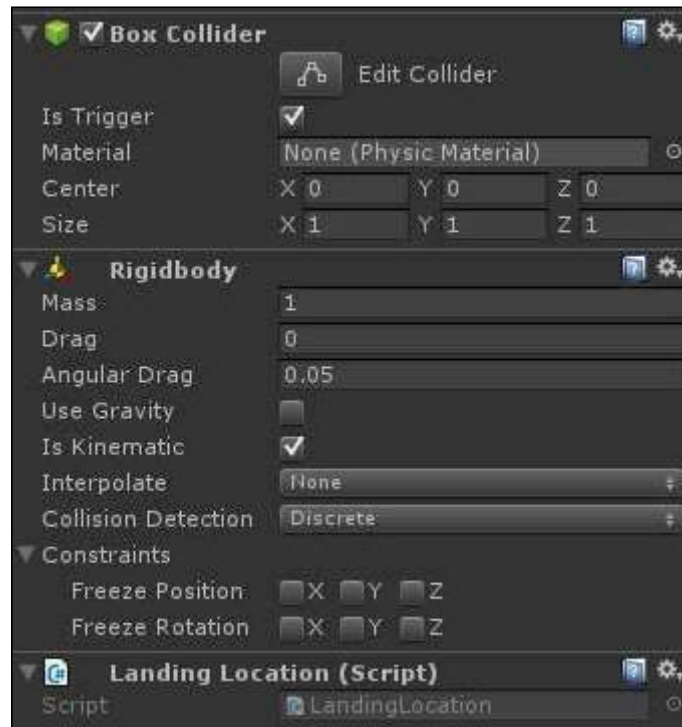 Box Collider
Edit Collider
Is Trigger
Material None (Physic Material)
Center X 0 Y 0 Z 0
Size X 1 Y 1 Z 1
Rigidbody
Mass 1
Drag 0
Angular Drag 0.05
Use Gravity
Is Kinematic
Interpolate None
Collision Detection Discrete
Constraints
Freeze Position X Y Z
Freeze Rotation X Y Z
Landing Location (Script)
Script LandingLocation